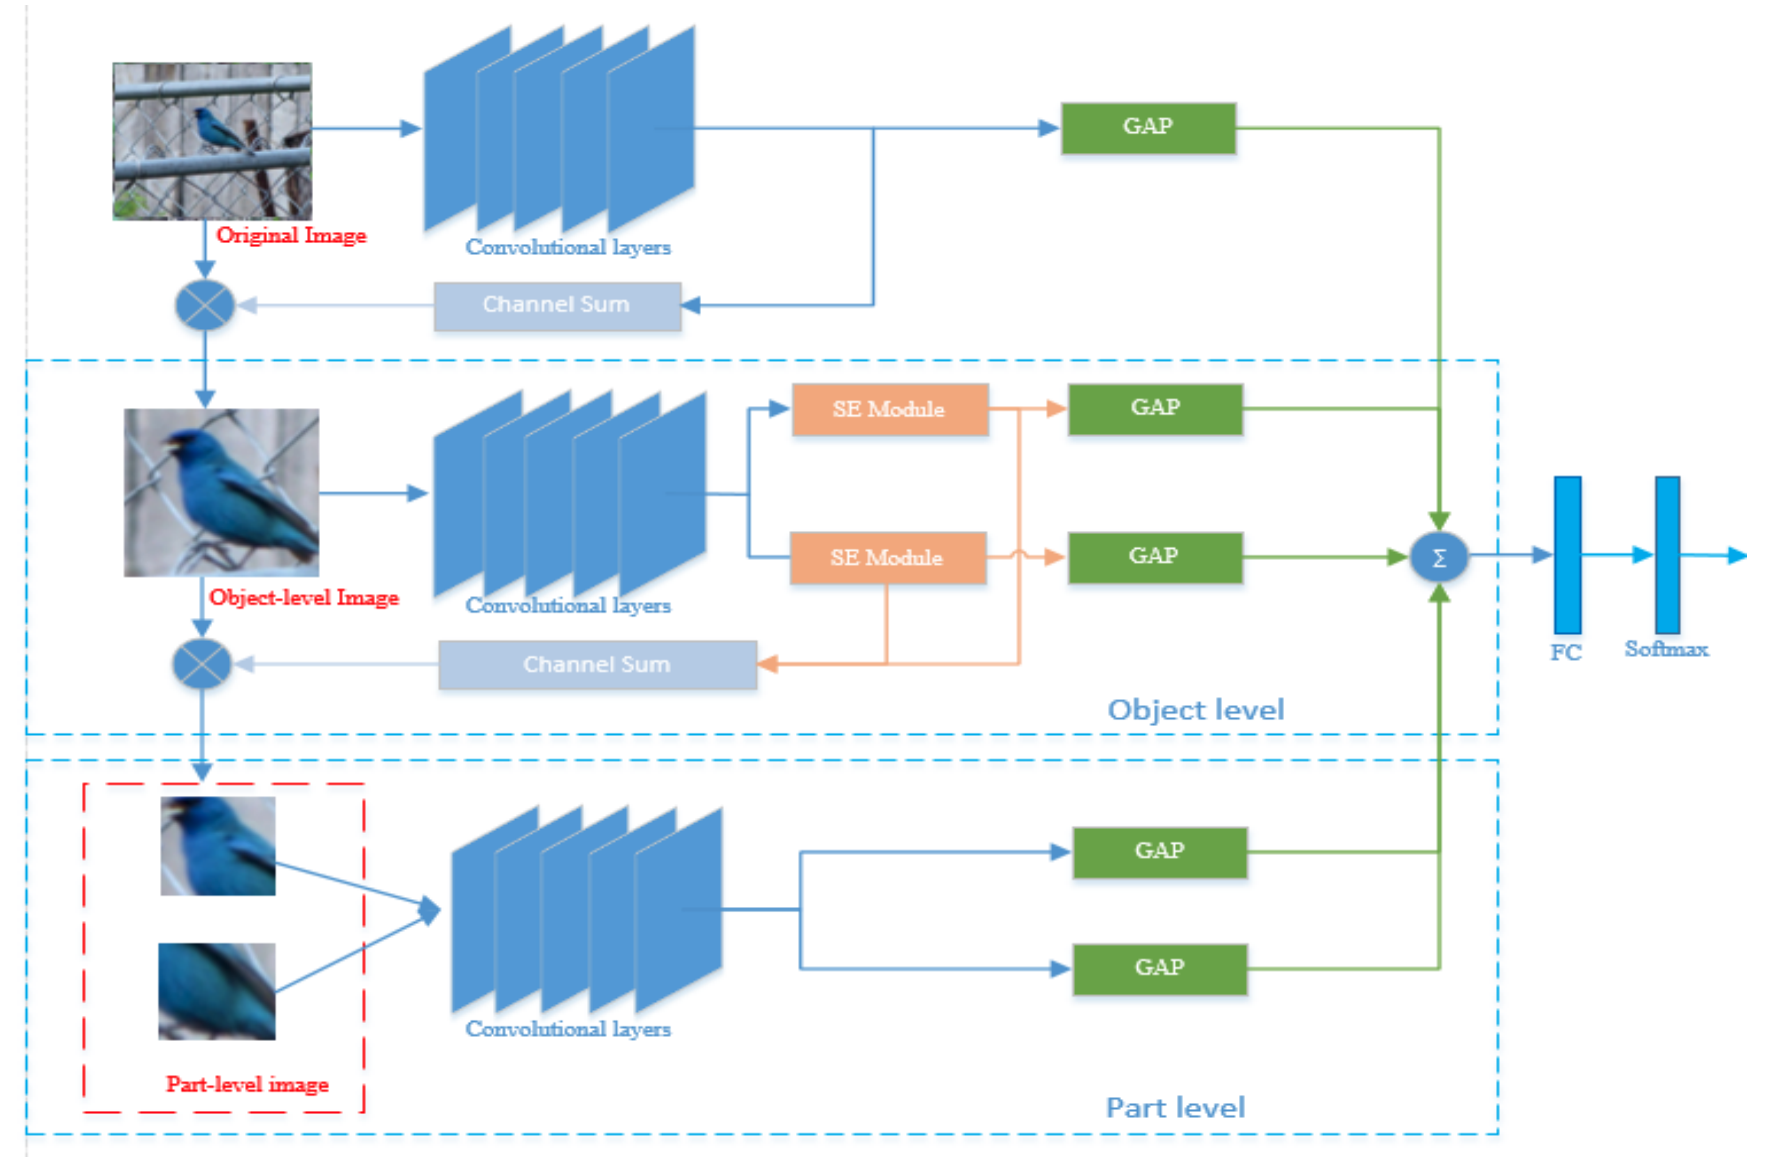 GAP
Original Image
Convolutional layers
Channel Sum
SE Module
GAP
SE Module
GAP
Σ
Object-level Image
Convolutional layers
FC
Softmax
Channel Sum
Object level
GAP
GAP
Convolutional layers
Part-level image
Part level